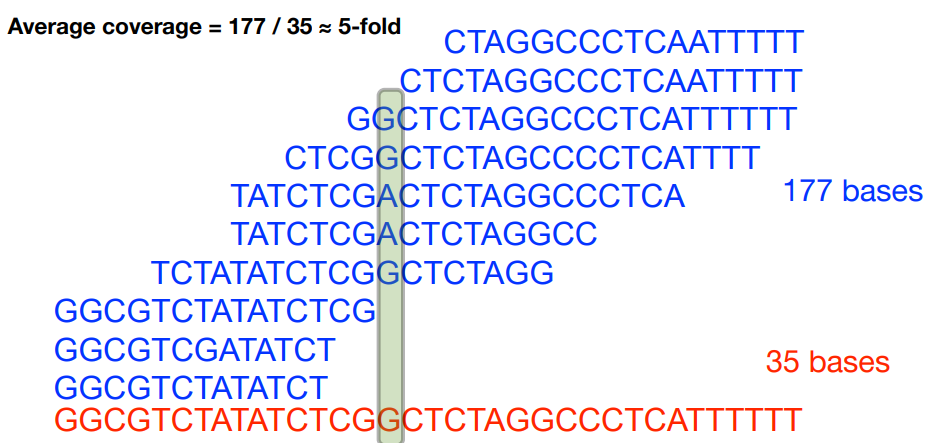 Average coverage = 177 / 35 ≈ 5-fold
CTAGGCCCTCAATTTTT
CTCTAGGCCCTCAATTTTT
GGCTCTAGGCCCTCATTTTTT
CTCGGCTCTAGCCCCTCATTTT
TATCTCGACTCTAGGCCCTCA
177 bases
TATCTCGACTCTAGGCC
TCTATATCTCGGCTCTAGG
GGCGTCTATATCTCG
GGCGTCGATATCT
35 bases
GGCGTCTATATCT
GGCGTCTATATCTCGGCTCTAGGCCCTCATTTTTT